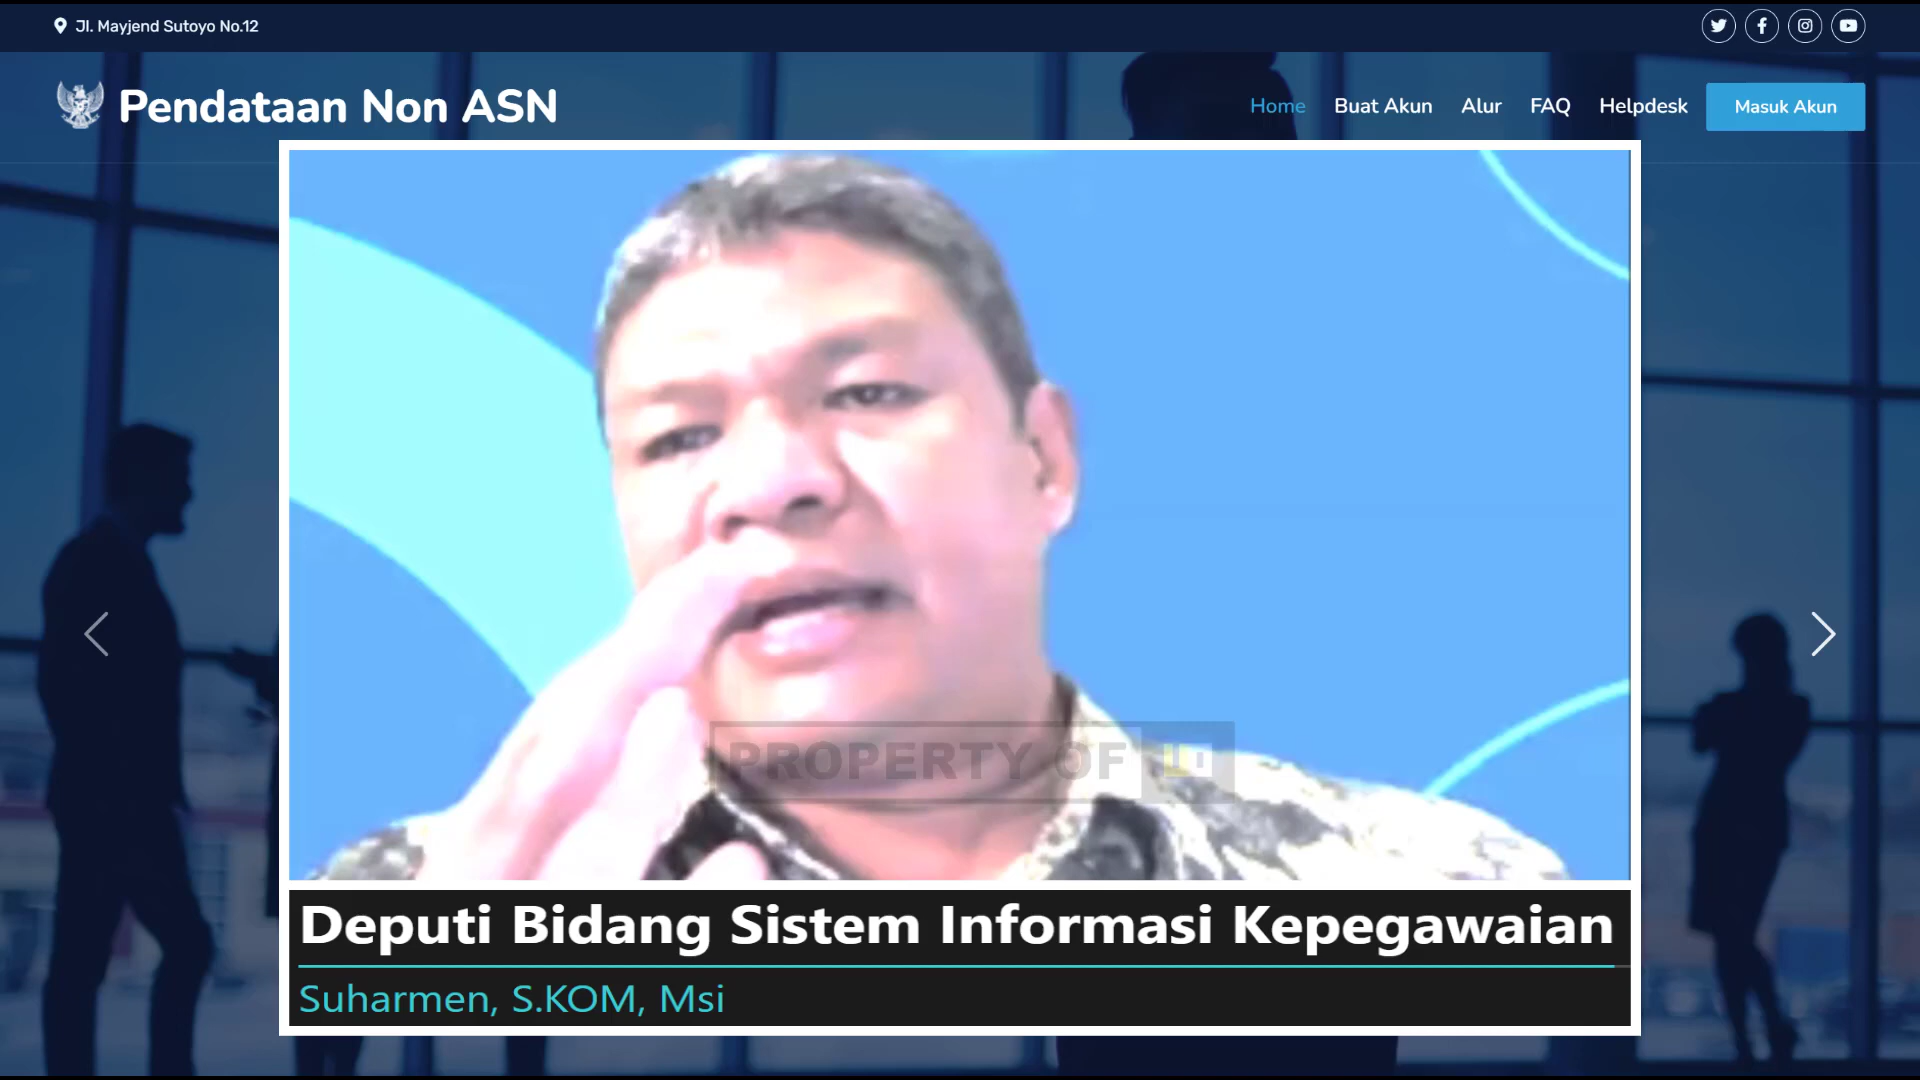 Jl. Mayjend Sutoyo No.12
Pendataan Non ASN
Home Buat Akun Alur FAQ Helpdesk Masuk Akun
PROPERTY OF
Deputi Bidang Sistem Informasi Kepegawaian
Suharmen, S.KOM, Msi